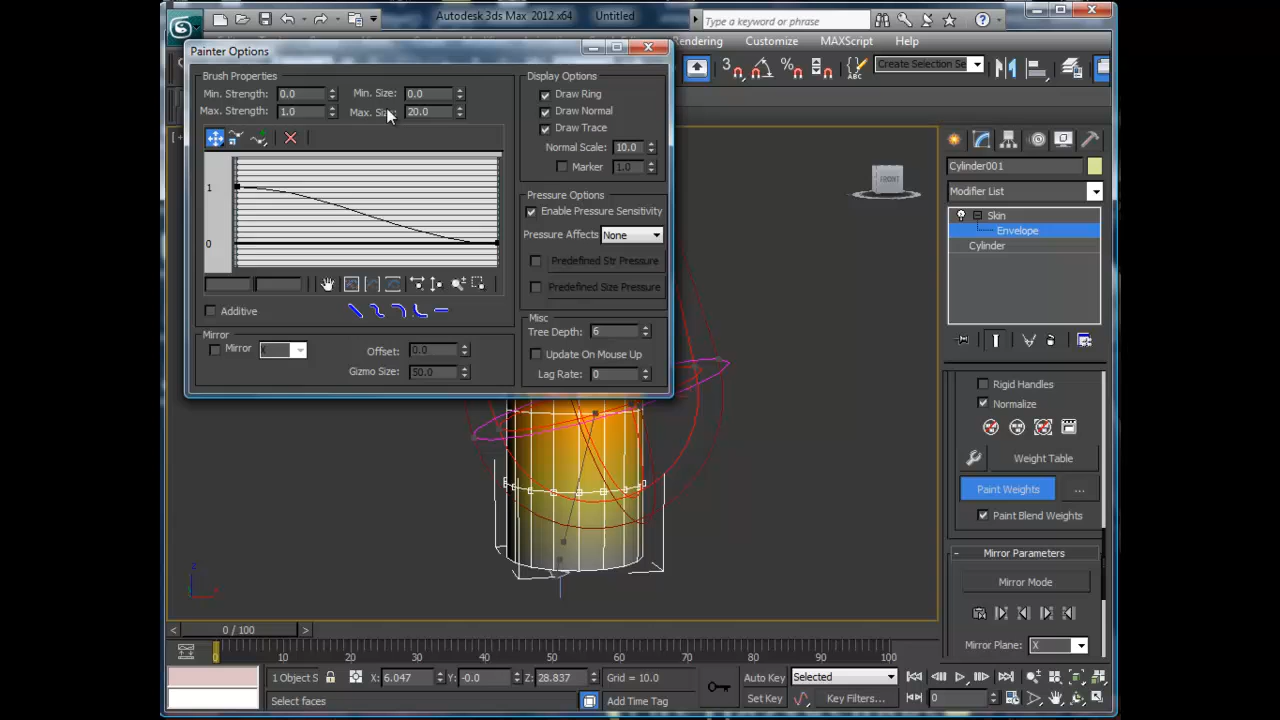 Autodesk 3ds Max 2012 x64 Untitled
Type a keyword or phrase
Rendering Customize MAXScript Help
Create Selection Se
Painter Options
Brush Properties
Min. Strength: 0.0 Min. Size: 0.0
Max. Strength: 1.0 Max. Size 20.0
1
0
Additive
Mirror
Mirror
Offset: 0.0
Gizmo Size: 50.0
Display Options
Draw Ring
Draw Normal
Draw Trace
Normal Scale: 10.0
Marker 1.0
Pressure Options
Enable Pressure Sensitivity
Pressure Affects None
Predefined Str Pressure
Predefined Size Pressure
Misc
Tree Depth: 6
Update On Mouse Up
Lag Rate: 0
FRONT
Cylinder001
Modifier List
Skin
Envelope
Cylinder
Rigid Handles
Normalize
Weight Table
Paint Weights ...
Paint Blend Weights
Mirror Parameters
Mirror Mode
Mirror Plane: X
z
x
< 0 / 100 >
0 10 20 30 40 50 60 70 80 90 100
1 Object S X: 6.047 Y: -0.0 Z: 28.837 Grid = 10.0 Auto Key Selected
Select faces Add Time Tag Set Key Key Filters... 0